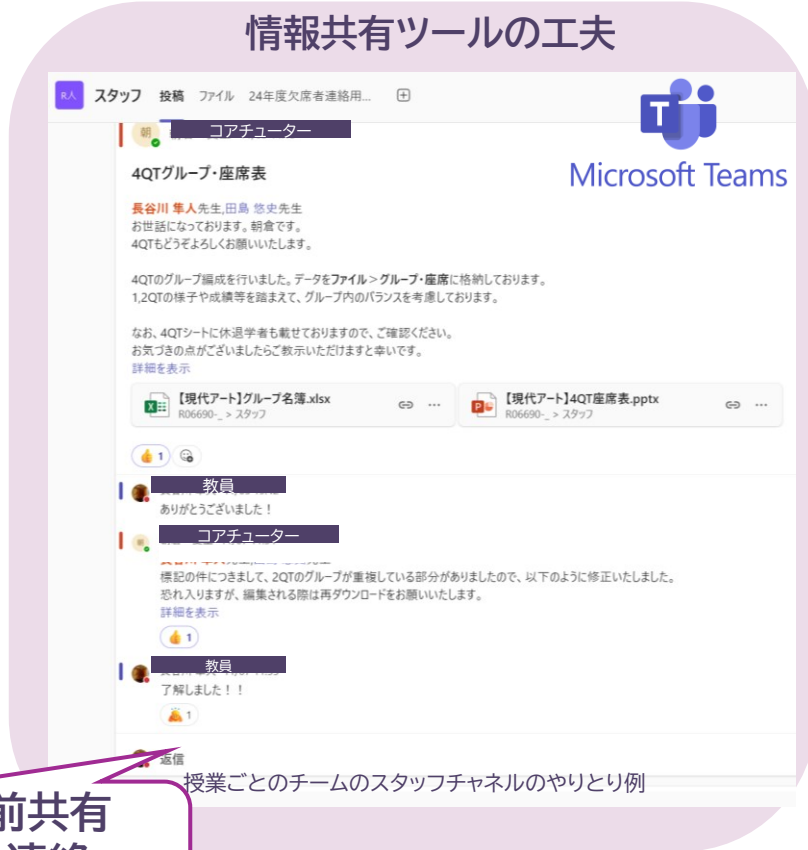 情報共有ツールの工夫
R人 スタッフ 投稿 ファイル 24年度欠席者連絡用...
朝 コアチューター
Microsoft Teams
4QTグループ・座席表
長谷川 隼人先生,田島 悠史先生
お世話になっております。朝倉です。
4QTもどうぞよろしくお願いいたします。
4QTのグループ編成を行いました。データをファイル>グループ・座席に格納しております。
1,2QTの様子や成績等を踏まえて、グループ内のバランスを考慮しております。
なお、4QTシートに休退学者も載せておりますので、ご確認ください。
お気づきの点がございましたらご教示いただけますと幸いです。
詳細を表示
【現代アート】グループ名簿.xlsx
R06690-_ > スタッフ
【現代アート】4QT座席表.pptx
R06690-_ > スタッフ
1
教員
ありがとうございました!
コアチューター
標記の件につきまして、2QTのグループが重複している部分がありましたので、以下のように修正いたしました。
恐れ入りますが、編集される際は再ダウンロードをお願いいたします。
詳細を表示
1
教員
了解しました!!
1
返信
授業ごとのチームのスタッフチャネルのやりとり例
前共有